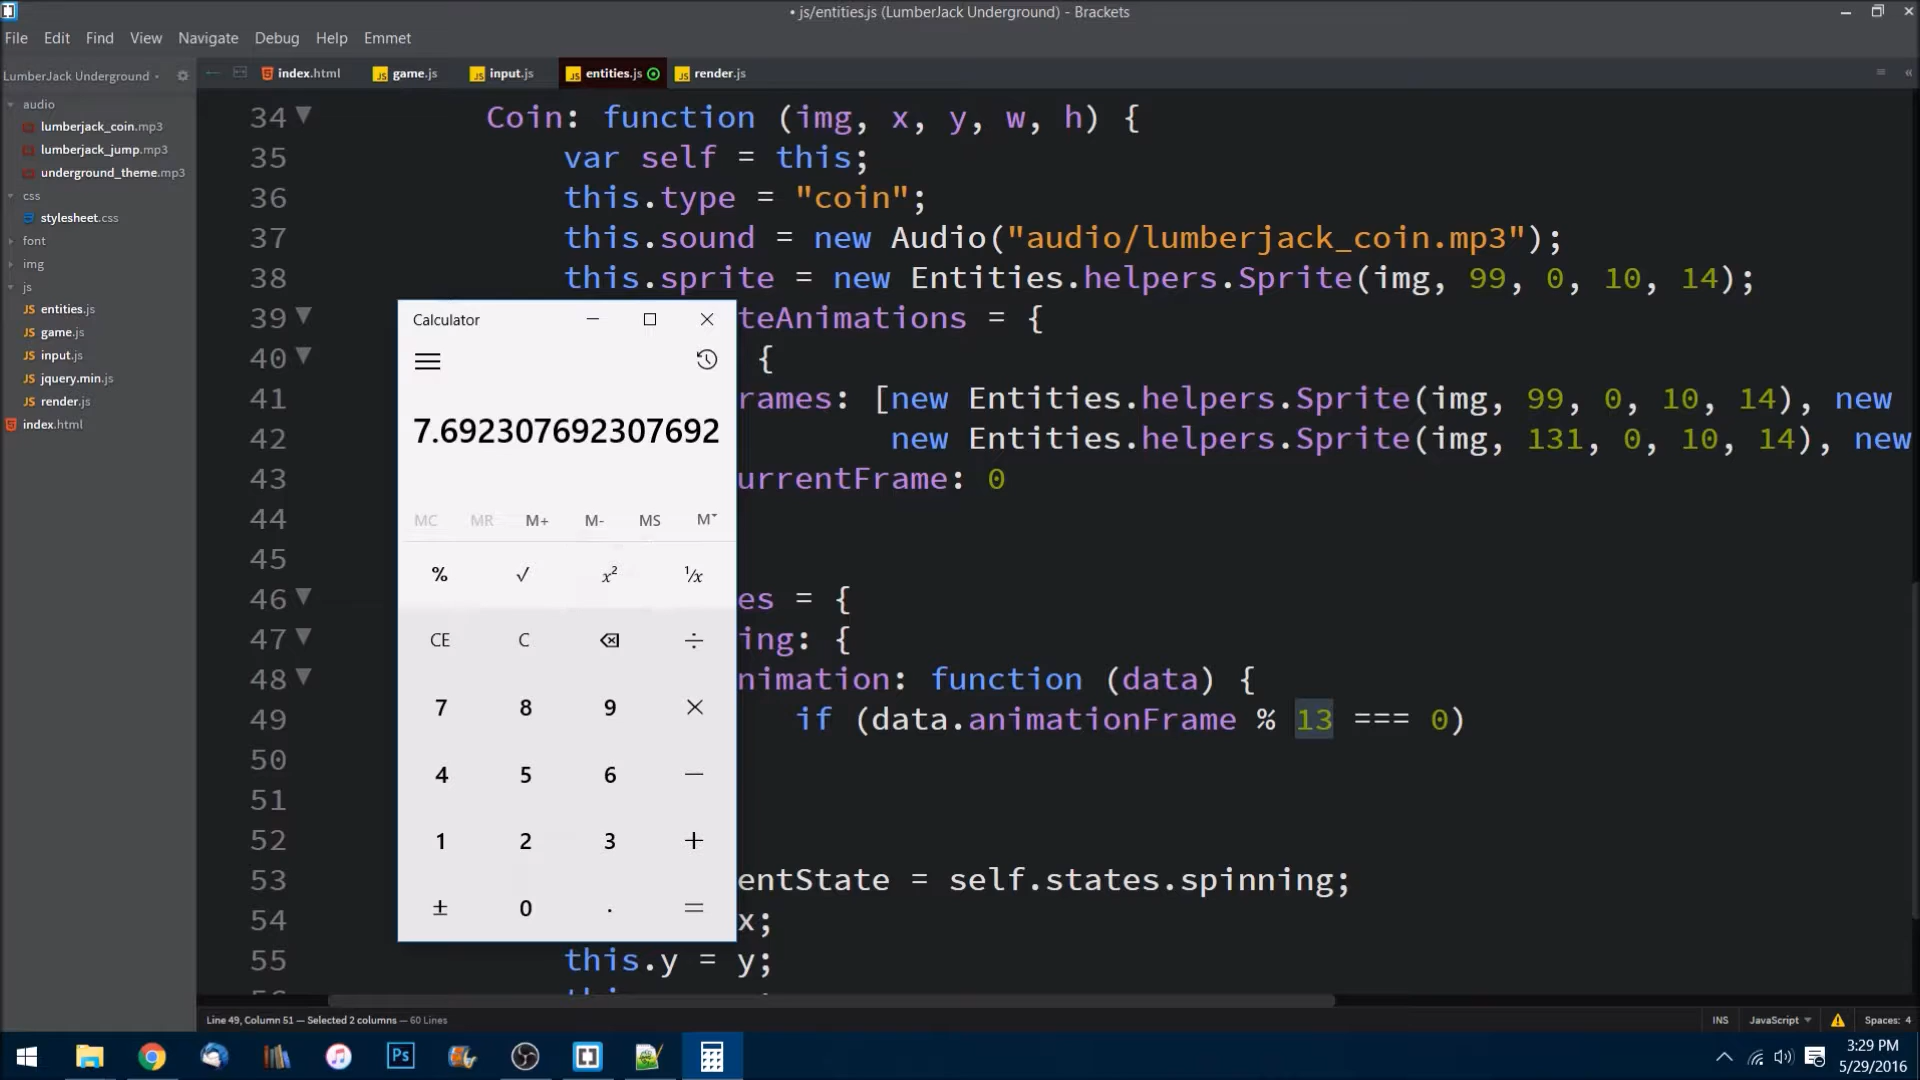 • js/entities.js (LumberJack Underground) - Brackets
File Edit Find View Navigate Debug Help Emmet
LumberJack Underground
index.html game.js input.js entities.js render.js
audio
lumberjack_coin.mp3
lumberjack_jump.mp3
underground_theme.mp3
css
stylesheet.css
font
img
js
JS entities.js
JS game.js
JS input.js
JS jquery.min.js
JS render.js
index.html
34 Coin: function (img, x, y, w, h) {
35 var self = this;
36 this.type = "coin";
37 this.sound = new Audio("audio/lumberjack_coin.mp3");
38 this.sprite = new Entities.helpers.Sprite(img, 99, 0, 10, 14);
39 teAnimations = {
40 {
41 rames: [new Entities.helpers.Sprite(img, 99, 0, 10, 14), new
42 new Entities.helpers.Sprite(img, 131, 0, 10, 14), new
43 urrentFrame: 0
44
45
46 es = {
47 ing: {
48 nimation: function (data) {
49 if (data.animationFrame % 13 === 0)
50
51
52
53 entState = self.states.spinning;
54 x;
55 this.y = y;
Calculator
7.692307692307692
MC MR M+ M- MS M˅
% √ x² ¹/x
CE C ÷
7 8 9 ×
4 5 6 −
1 2 3 +
± 0 . =
Line 49, Column 51 — Selected 2 columns — 60 Lines
INS JavaScript Spaces: 4
Ps
3:29 PM
5/29/2016